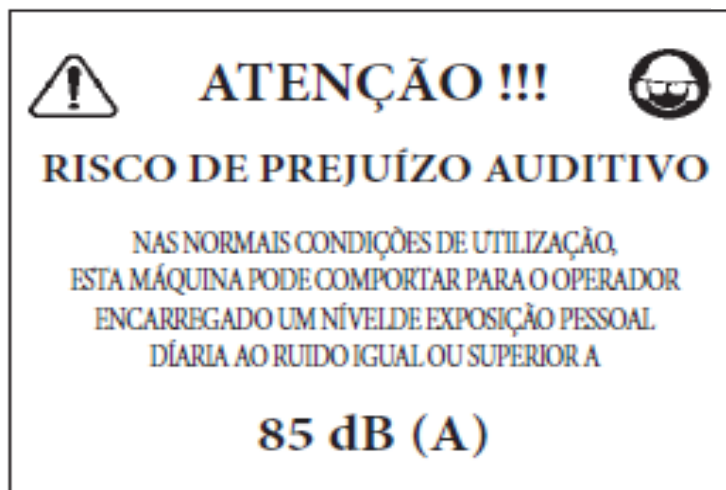 ATENÇÃO !!!
RISCO DE PREJUÍZO AUDITIVO
NAS NORMAIS CONDIÇÕES DE UTILIZAÇÃO,
ESTA MÁQUINA PODE COMPORTAR PARA O OPERADOR
ENCARREGADO UM NÍVELDE EXPOSIÇÃO PESSOAL
DÍARIA AO RUIDO IGUAL OU SUPERIOR A
85 dB (A)